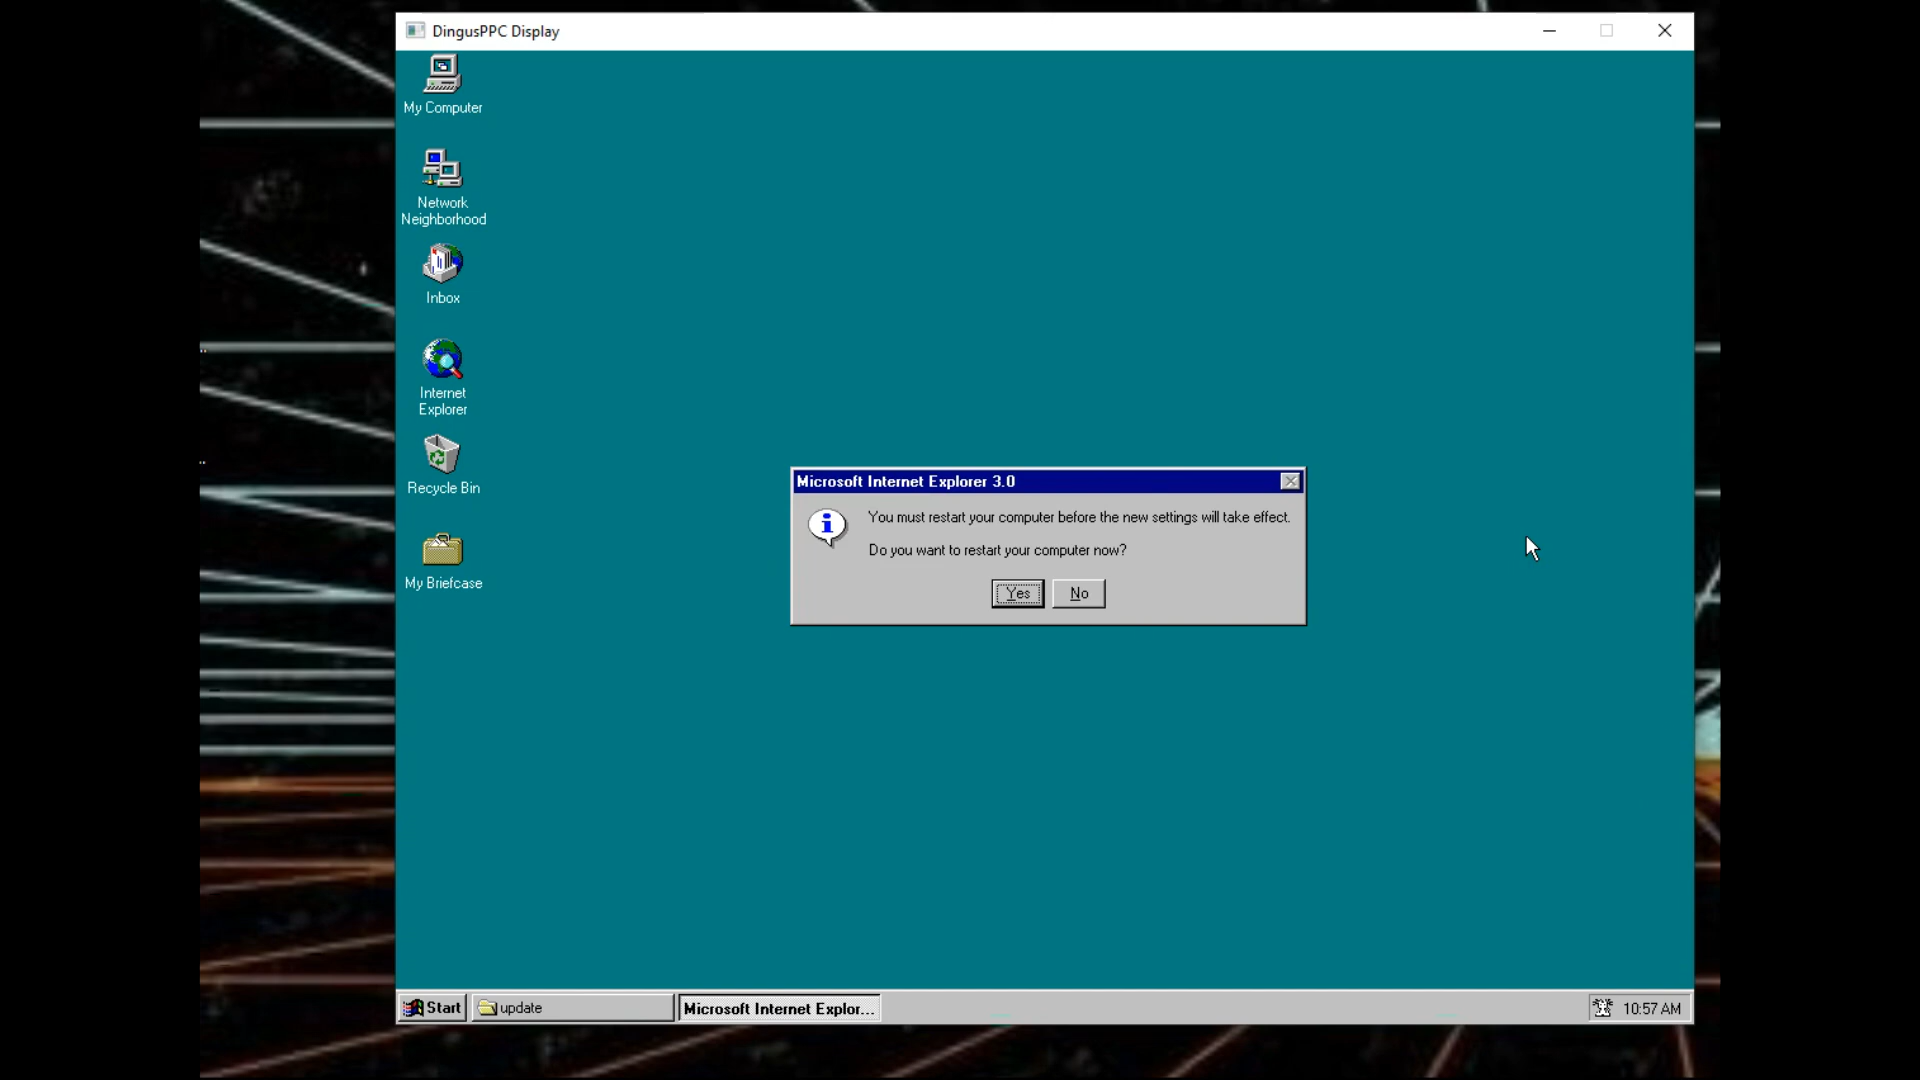 DingusPPC Display
My Computer
Network
Neighborhood
Inbox
Internet
Explorer
Recycle Bin
My Briefcase
Microsoft Internet Explorer 3.0
You must restart your computer before the new settings will take effect.
Do you want to restart your computer now?
Yes
No
Start
update
Microsoft Internet Explor...
10:57 AM